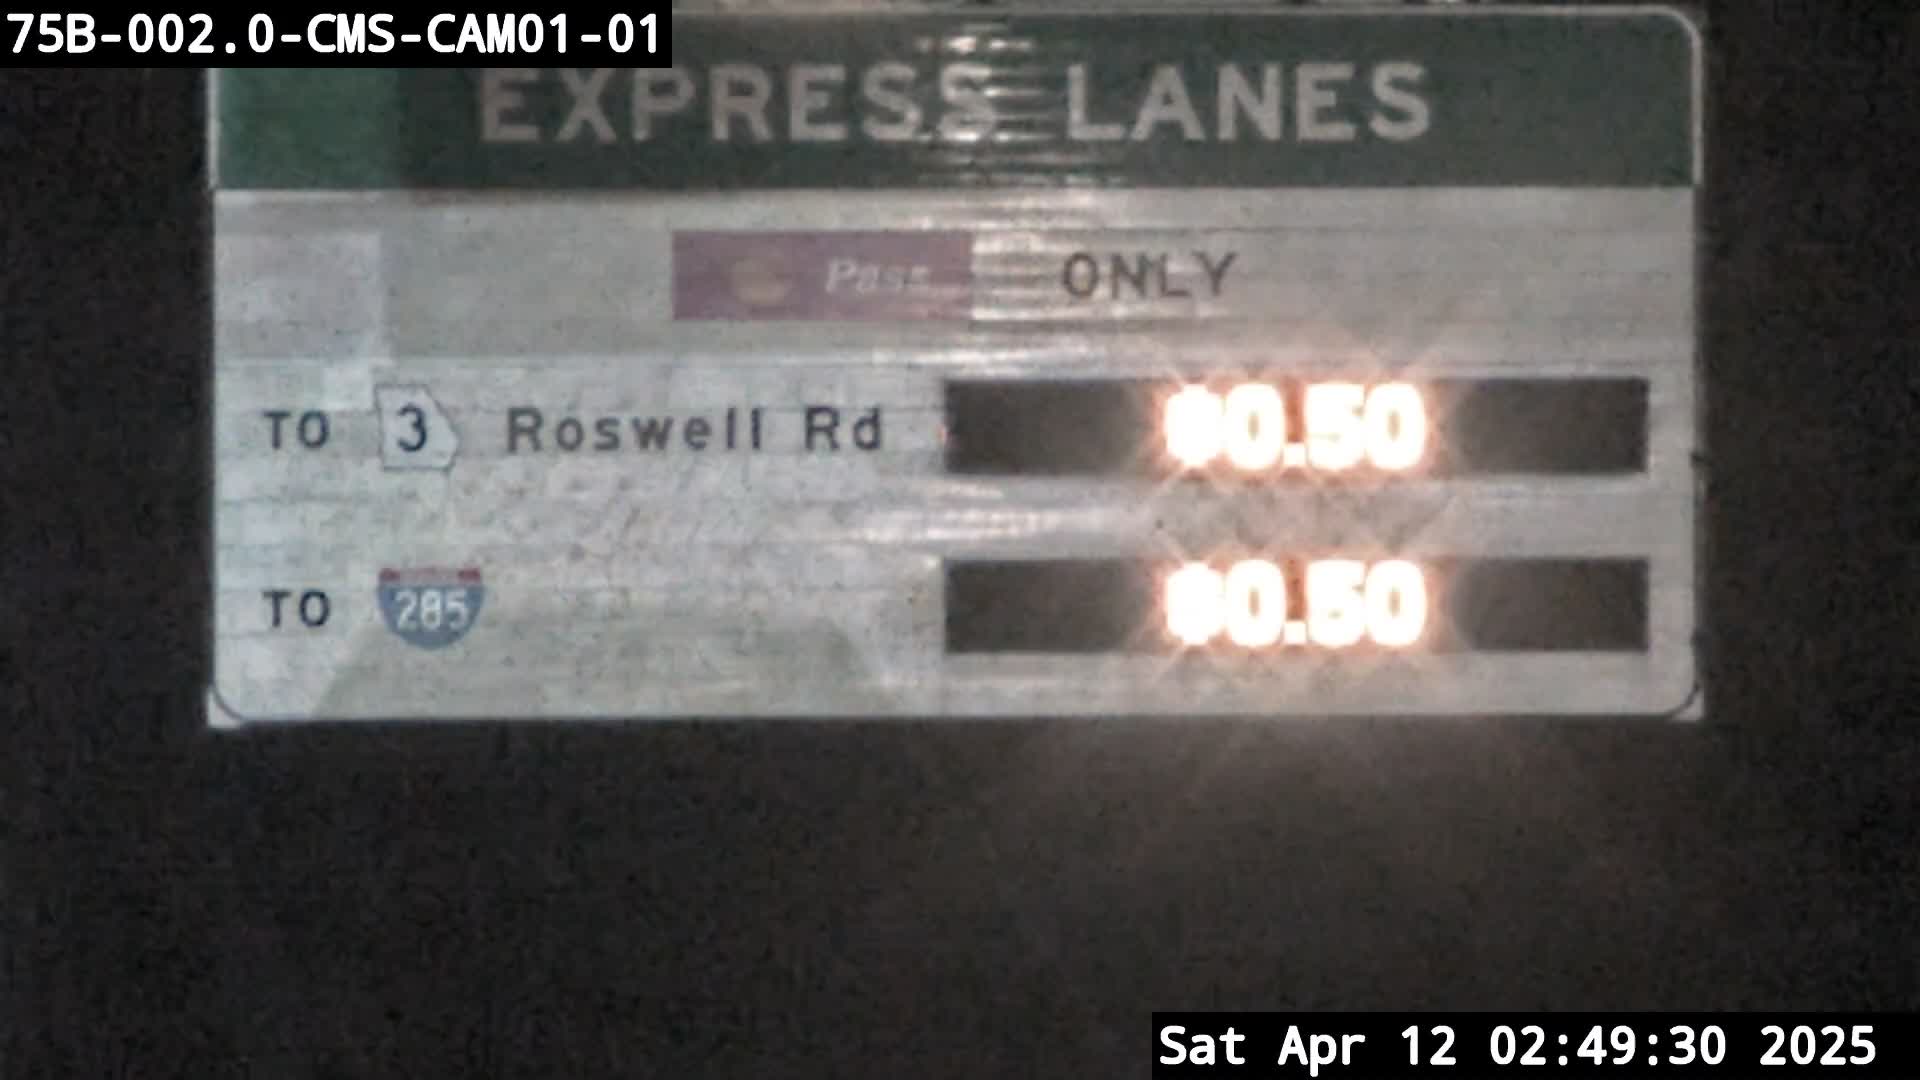 75B-002.0-CMS-CAM01-01
EXPRESS LANES
Pass ONLY
TO 3 Roswell Rd $0.50
TO 285 $0.50
Sat Apr 12 02:49:30 2025